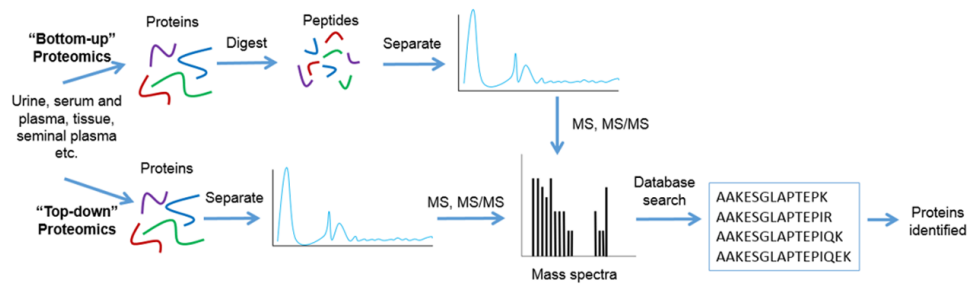 “Bottom-up”
Proteomics
Proteins
Digest
Peptides
Separate
MS, MS/MS
Urine, serum and
plasma, tissue,
seminal plasma
etc.
“Top-down”
Proteomics
Proteins
Separate
MS, MS/MS
Mass spectra
Database
search
AAKESGLAPTEPK
AAKESGLAPTEPIR
AAKESGLAPTEPIQK
AAKESGLAPTEPIQEK
Proteins
identified